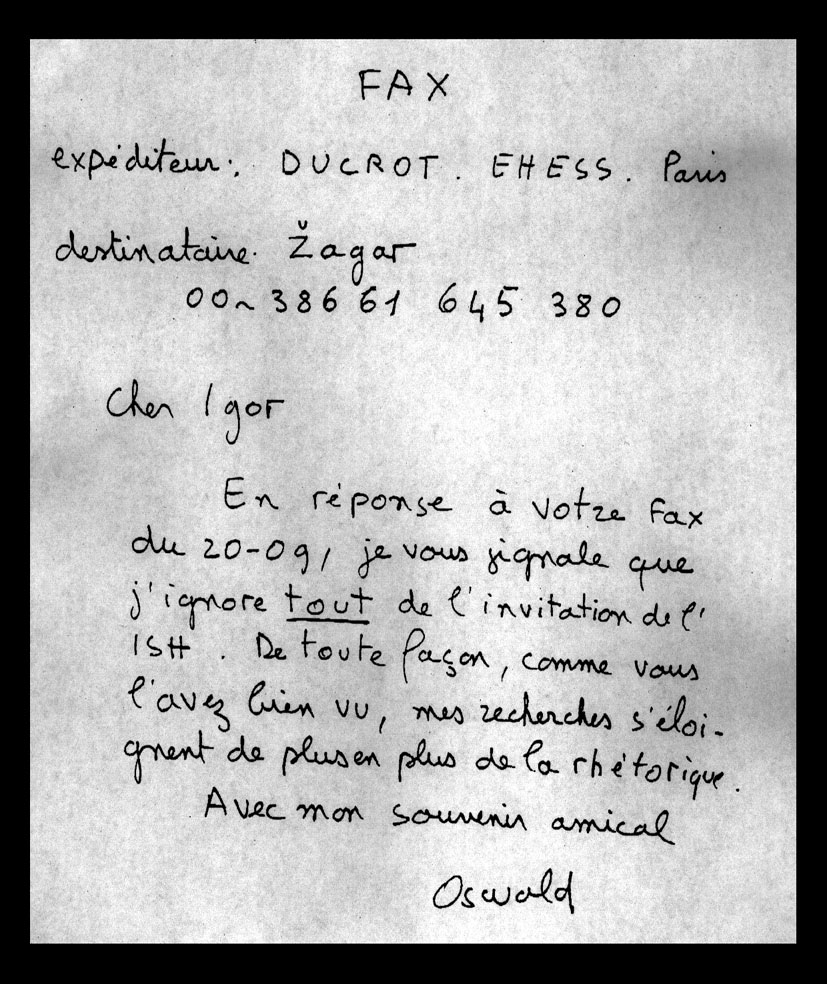 FAX
expéditeur: DUCROT. EHESS. Paris
destinataire. Žagar
00~ 386 61 645 380
Cher Igor
En réponse à votre fax
du 20-09, je vous signale que
j'ignore tout de l'invitation de l'
ISH. De toute façon, comme vous
l'avez bien vu, mes recherches s'éloi-
gnent de plus en plus de la rhétorique.
Avec mon souvenir amical
Oswald